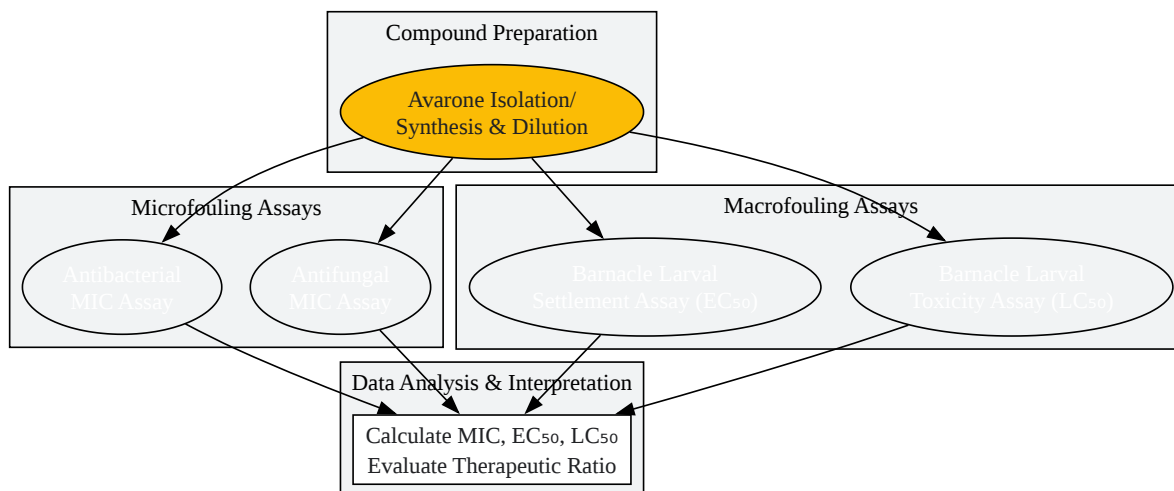 Compound Preparation
Avarone Isolation/
Synthesis & Dilution
Microfouling Assays
Macrofouling Assays
Antibacterial
MIC Assay
Antifungal
MIC Assay
Barnacle Larval
Settlement Assay (EC₅₀)
Barnacle Larval
Toxicity Assay (LC₅₀)
Data Analysis & Interpretation
Calculate MIC, EC₅₀, LC₅₀
Evaluate Therapeutic Ratio